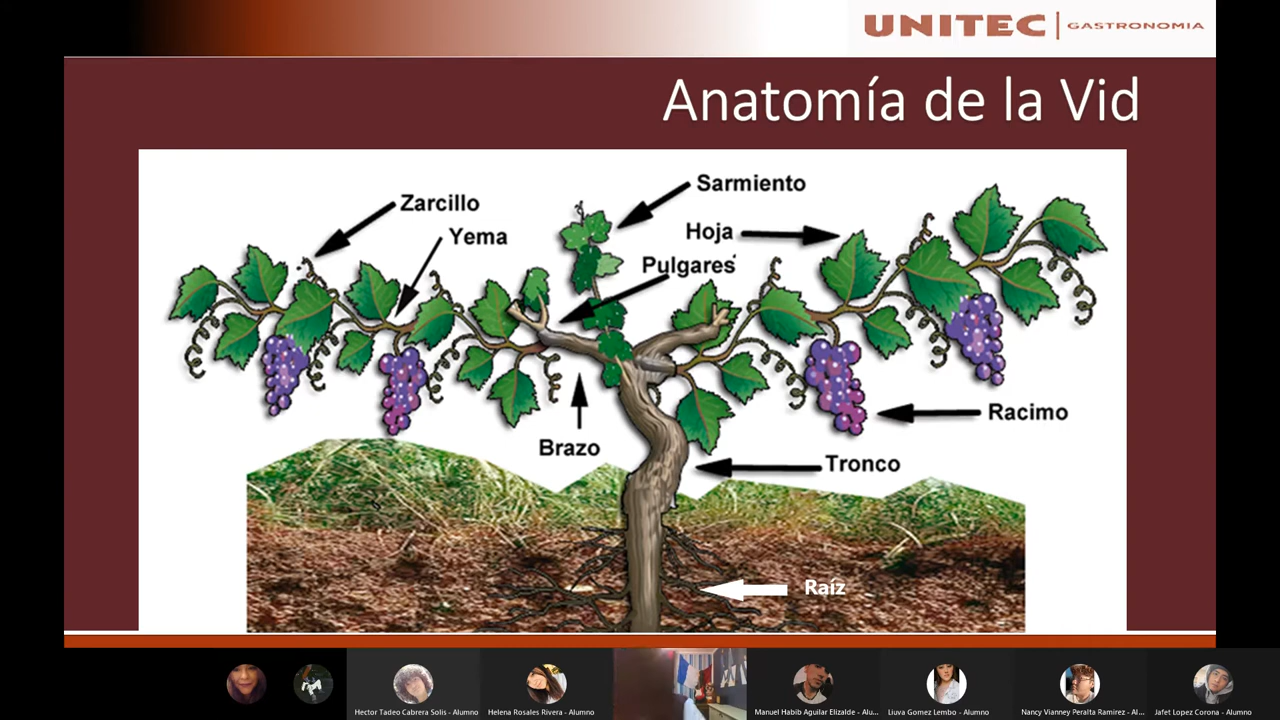 UNITEC | GASTRONOMIA
Anatomía de la Vid
Sarmiento
Zarcillo
Hoja
Yema
Pulgares
Racimo
Brazo
Tronco
Raíz
Hector Tadeo Cabrera Solis - Alumno
Helena Rosales Rivera - Alumno
Manuel Habib Aguilar Elizalde - Alu...
Liuva Gomez Lembo - Alumno
Nancy Vianney Peralta Ramirez - Al...
Jafet Lopez Corona - Alumno